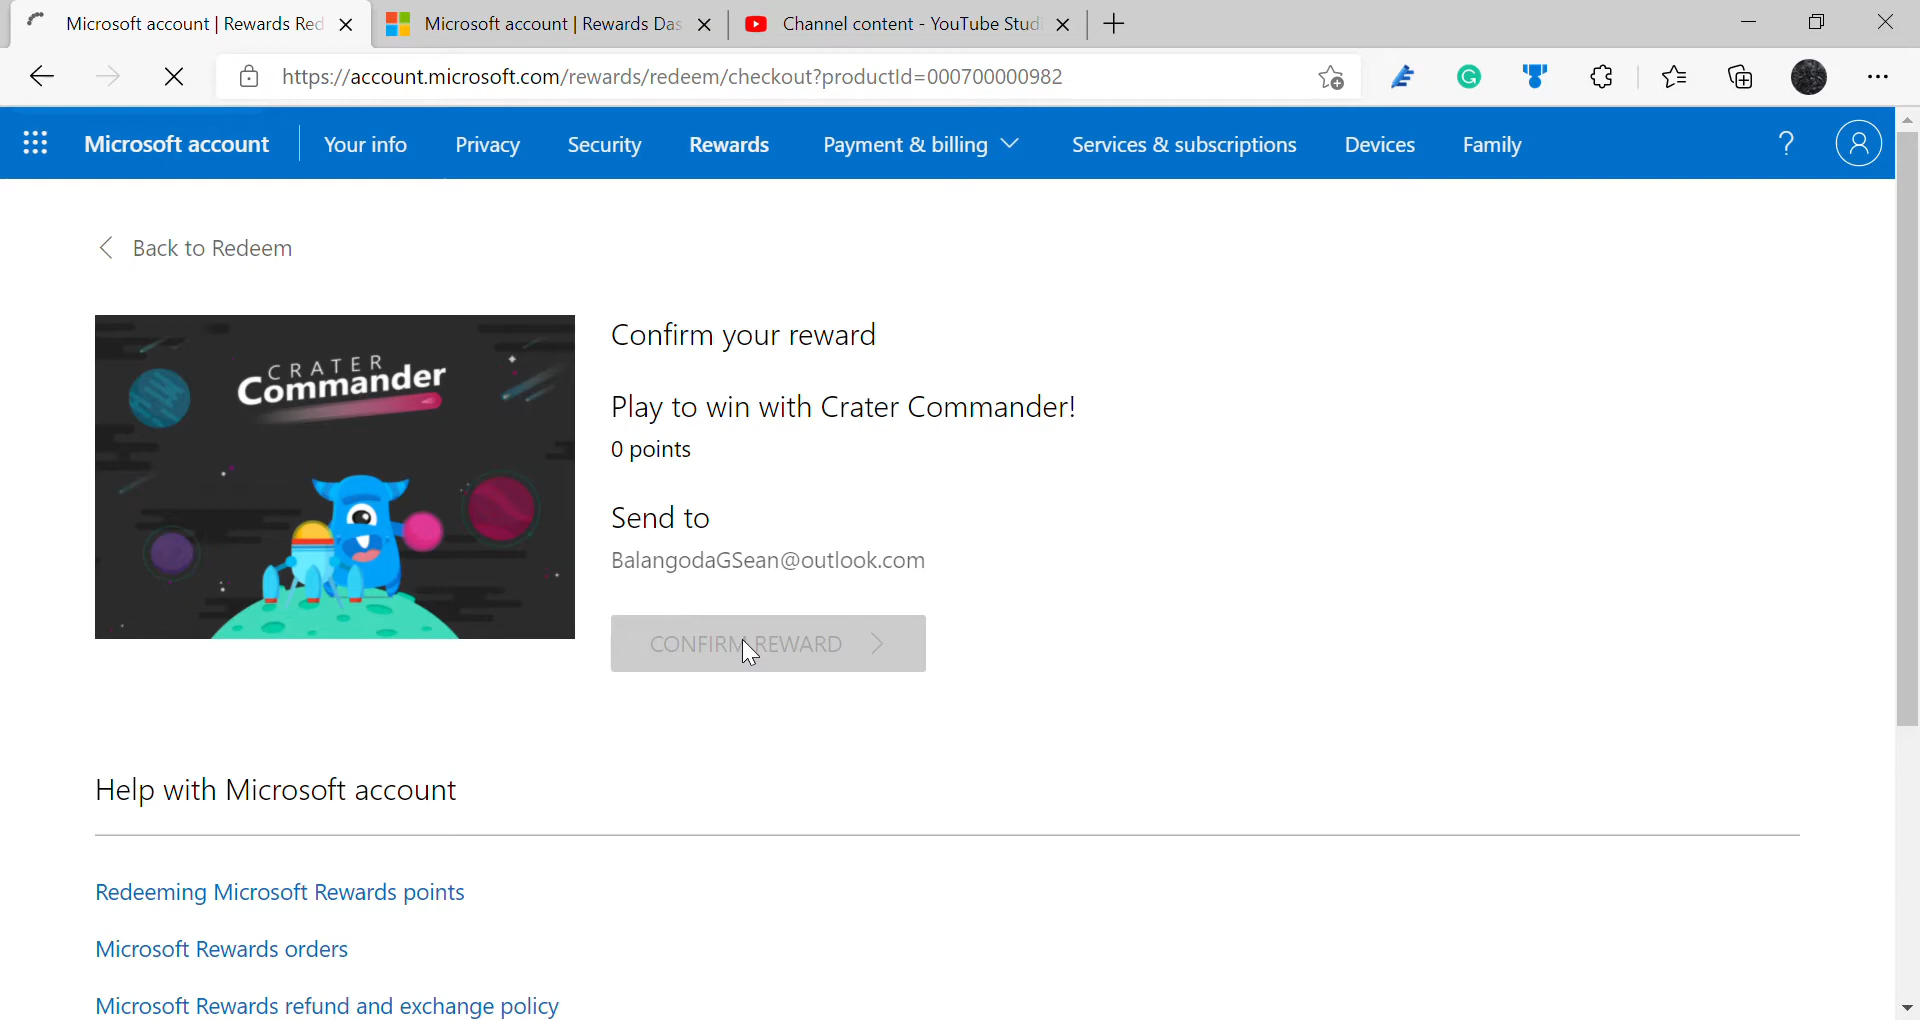 Microsoft account | Rewards Red
Microsoft account | Rewards Das
Channel content - YouTube Studi
https://account.microsoft.com/rewards/redeem/checkout?productId=000700000982
Microsoft account
Your info
Privacy
Security
Rewards
Payment & billing
Services & subscriptions
Devices
Family
?
Back to Redeem
CRATER
Commander
Confirm your reward
Play to win with Crater Commander!
0 points
Send to
BalangodaGSean@outlook.com
CONFIRM REWARD
Help with Microsoft account
Redeeming Microsoft Rewards points
Microsoft Rewards orders
Microsoft Rewards refund and exchange policy